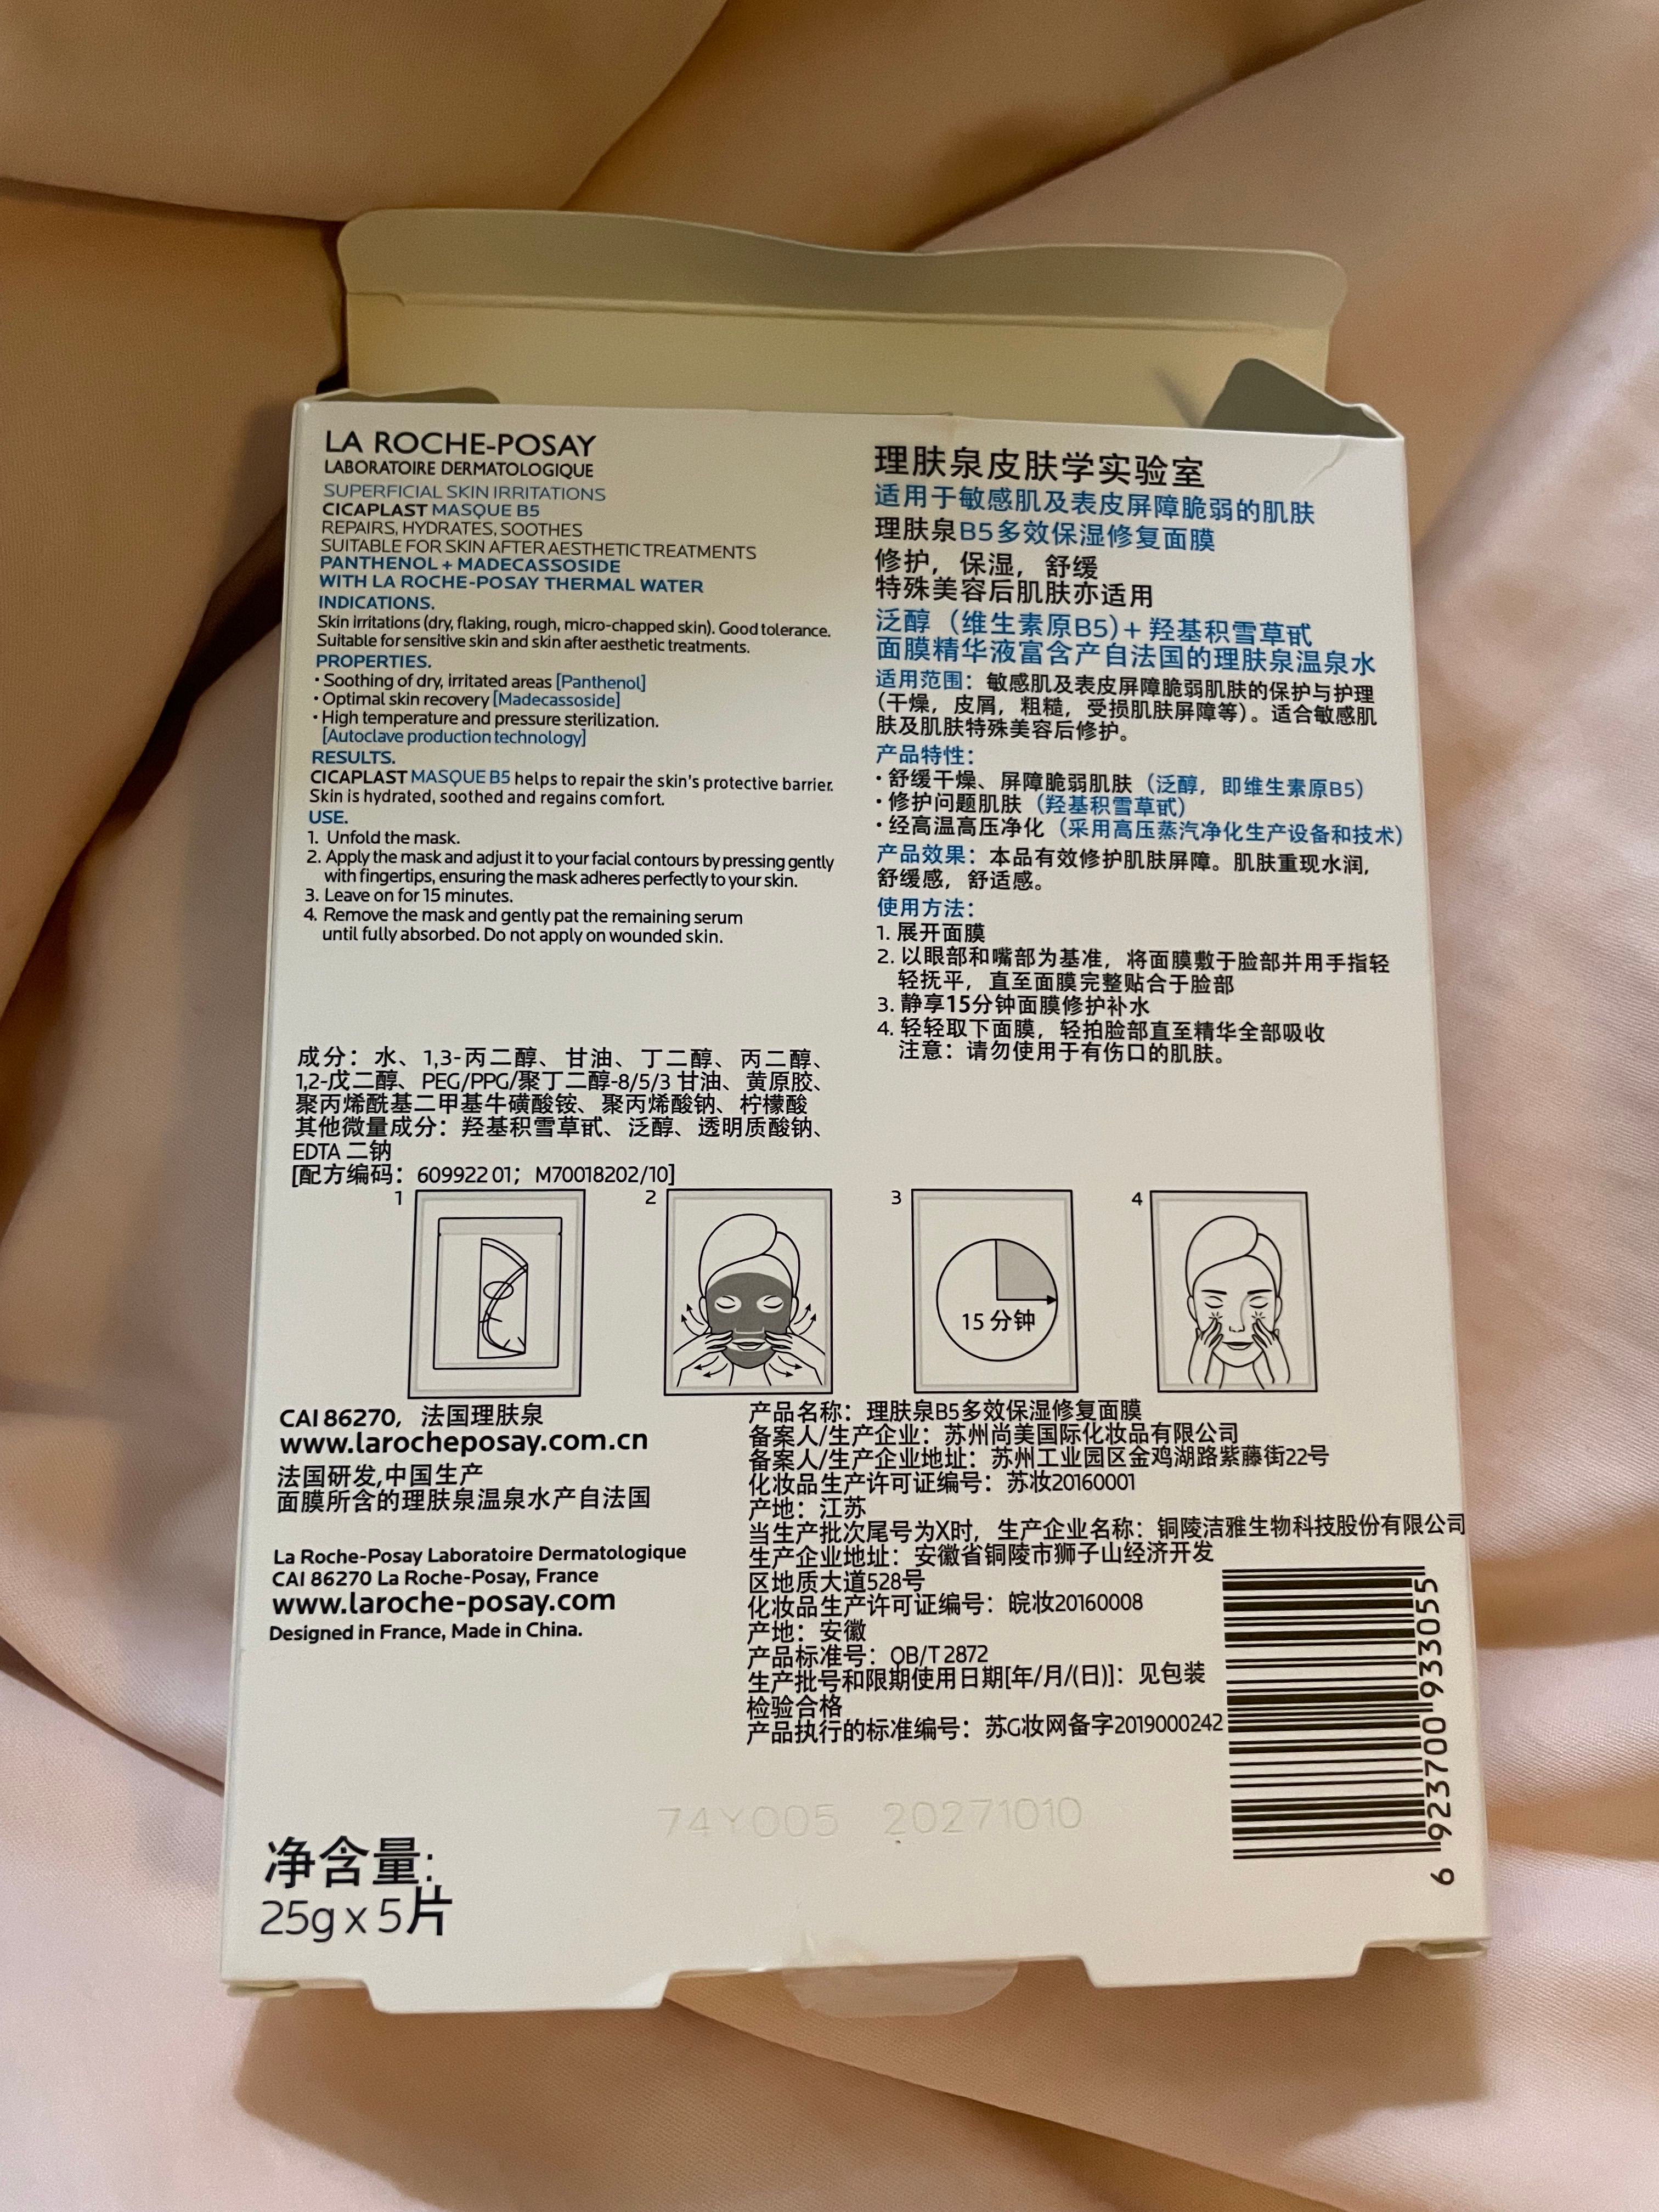 LA ROCHE-POSAY
LABORATOIRE DERMATOLOGIQUE
SUPERFICIAL SKIN IRRITATIONS
CICAPLAST MASQUE B5
REPAIRS, HYDRATES, SOOTHES
SUITABLE FOR SKIN AFTER AESTHETIC TREATMENTS
PANTHENOL + MADECASSOSIDE
WITH LA ROCHE-POSAY THERMAL WATER
INDICATIONS.
Skin irritations (dry, flaking, rough, micro-chapped skin). Good tolerance.
Suitable for sensitive skin and skin after aesthetic treatments.
PROPERTIES.
· Soothing of dry, irritated areas [Panthenol]
· Optimal skin recovery [Madecassoside]
· High temperature and pressure sterilization.
[Autoclave production technology]
RESULTS.
CICAPLAST MASQUE B5 helps to repair the skin's protective barrier.
Skin is hydrated, soothed and regains comfort.
USE.
1. Unfold the mask.
2. Apply the mask and adjust it to your facial contours by pressing gently
with fingertips, ensuring the mask adheres perfectly to your skin.
3. Leave on for 15 minutes.
4. Remove the mask and gently pat the remaining serum
until fully absorbed. Do not apply on wounded skin.
理肤泉皮肤学实验室
适用于敏感肌及表皮屏障脆弱的肌肤
理肤泉B5多效保湿修复面膜
修护，保湿，舒缓
特殊美容后肌肤亦适用
泛醇（维生素原B5)+ 羟基积雪草甙
面膜精华液富含产自法国的理肤泉温泉水
适用范围：敏感肌及表皮屏障脆弱肌肤的保护与护理
(干燥，皮屑，粗糙，受损肌肤屏障等)。适合敏感肌
肤及肌肤特殊美容后修护。
产品特性：
· 舒缓干燥、屏障脆弱肌肤（泛醇，即维生素原B5）
· 修护问题肌肤（羟基积雪草甙）
· 经高温高压净化（采用高压蒸汽净化生产设备和技术）
产品效果：本品有效修护肌肤屏障。肌肤重现水润，
舒缓感，舒适感。
使用方法：
1. 展开面膜
2. 以眼部和嘴部为基准，将面膜敷于脸部并用手指轻
轻抚平，直至面膜完整贴合于脸部
3. 静享15分钟面膜修护补水
4. 轻轻取下面膜，轻拍脸部直至精华全部吸收
注意：请勿使用于有伤口的肌肤。
成分：水、1,3-丙二醇、甘油、丁二醇、丙二醇、
1,2-戊二醇、PEG/PPG/聚丁二醇-8/5/3 甘油、黄原胶、
聚丙烯酰基二甲基牛磺酸铵、聚丙烯酸钠、柠檬酸
其他微量成分：羟基积雪草甙、泛醇、透明质酸钠、
EDTA 二钠
[配方编码：609922 01；M70018202/10]
1
2
3
4
15 分钟
CAI 86270，法国理肤泉
www.larocheposay.com.cn
法国研发,中国生产
面膜所含的理肤泉温泉水产自法国
La Roche-Posay Laboratoire Dermatologique
CAI 86270 La Roche-Posay, France
www.laroche-posay.com
Designed in France, Made in China.
产品名称：理肤泉B5多效保湿修复面膜
备案人/生产企业：苏州尚美国际化妆品有限公司
备案人/生产企业地址：苏州工业园区金鸡湖路紫藤街22号
化妆品生产许可证编号：苏妆20160001
产地：江苏
当生产批次尾号为X时，生产企业名称：铜陵洁雅生物科技股份有限公司
生产企业地址：安徽省铜陵市狮子山经济开发
区地质大道528号
化妆品生产许可证编号：皖妆20160008
产地：安徽
产品标准号：QB/T 2872
生产批号和限期使用日期[年/月/(日)]：见包装
检验合格
产品执行的标准编号：苏G妆网备字2019000242
6 923700 933055
74Y005 20271010
净含量:
25g x 5片